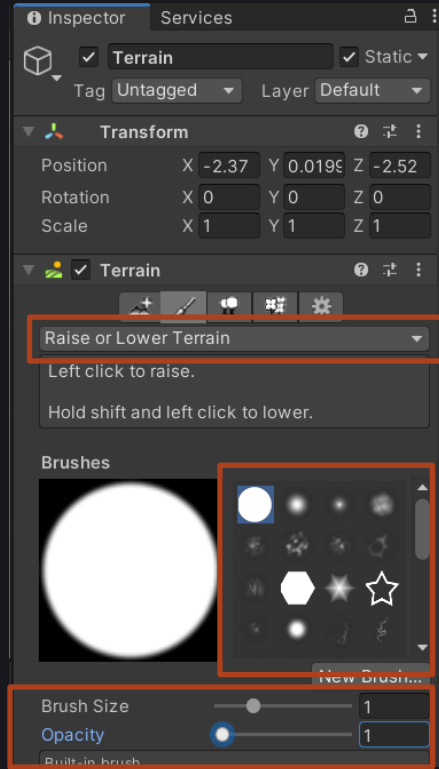 Inspector Services
Terrain Static
Tag Untagged Layer Default
Transform
Position X -2.37 Y 0.0199 Z -2.52
Rotation X 0 Y 0 Z 0
Scale X 1 Y 1 Z 1
Terrain
Raise or Lower Terrain
Left click to raise.
Hold shift and left click to lower.
Brushes
New Brush...
Brush Size 1
Opacity 1
Built-in brush